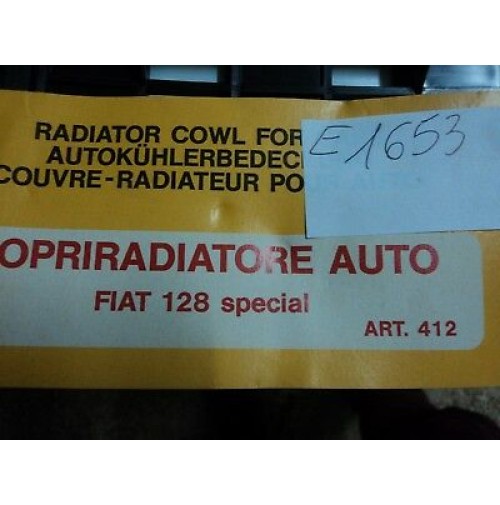 RADIATOR COWL FOR
AUTOKÜHLERBEDEC
COUVRE-RADIATEUR PO
E1653
OPRIRADIATORE AUTO
FIAT 128 special
ART. 412